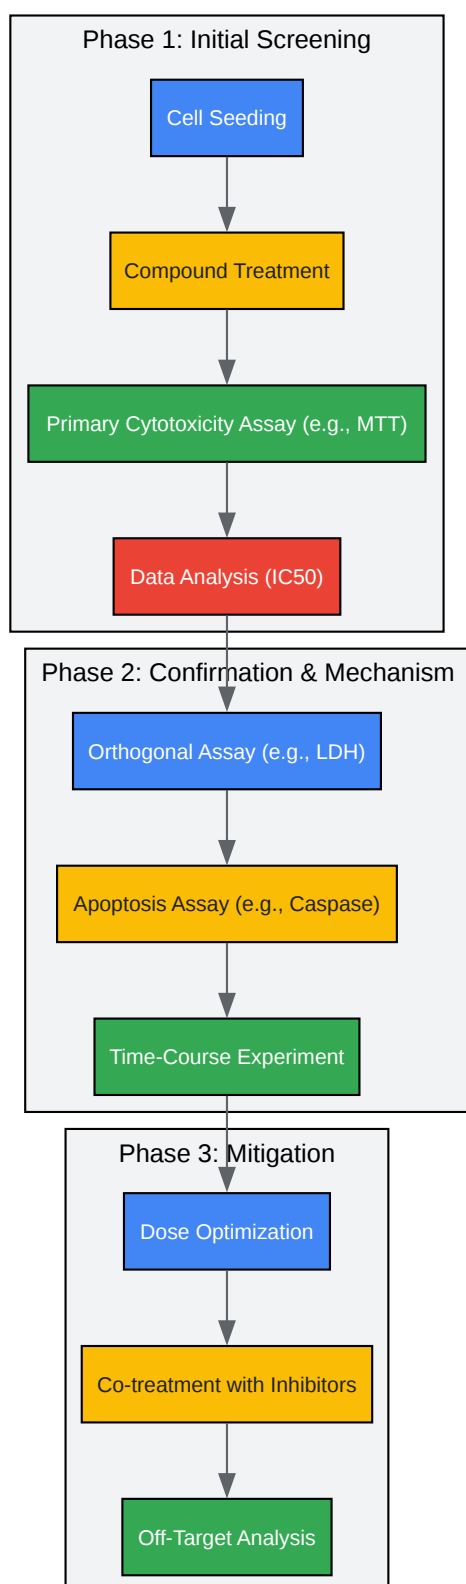 Phase 1: Initial Screening
Cell Seeding
Compound Treatment
Primary Cytotoxicity Assay (e.g., MTT)
Data Analysis (IC50)
Phase 2: Confirmation & Mechanism
Orthogonal Assay (e.g., LDH)
Apoptosis Assay (e.g., Caspase)
Time-Course Experiment
Phase 3: Mitigation
Dose Optimization
Co-treatment with Inhibitors
Off-Target Analysis